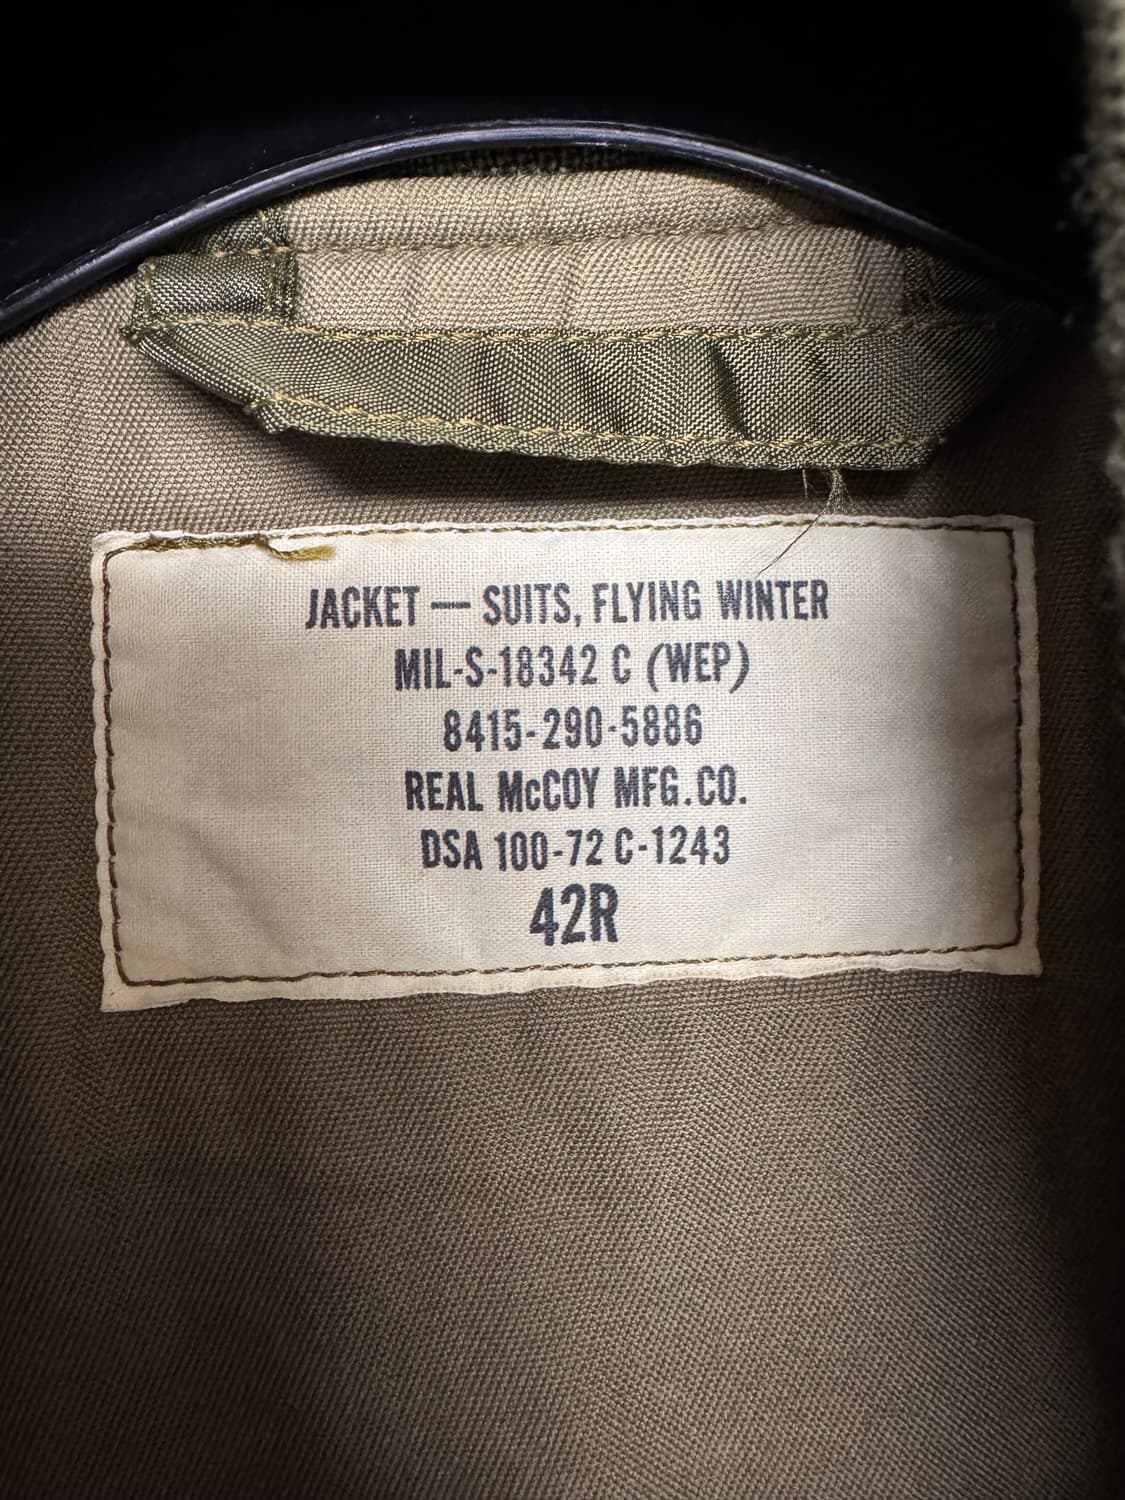 JACKET — SUITS, FLYING WINTER
MIL-S-18342 C (WEP)
8415-290-5886
REAL McCOY MFG.CO.
DSA 100-72 C-1243
42R